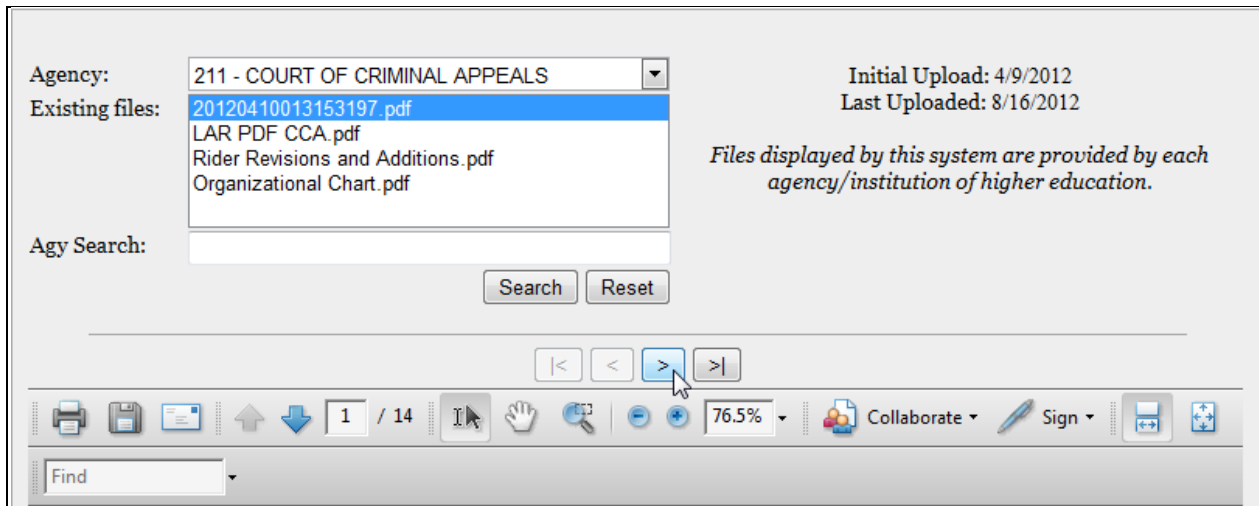 Agency:
211 - COURT OF CRIMINAL APPEALS
Initial Upload: 4/9/2012
Existing files:
20120410013153197.pdf
Last Uploaded: 8/16/2012
LAR PDF CCA.pdf
Rider Revisions and Additions.pdf
Organizational Chart.pdf
Files displayed by this system are provided by each
agency/institution of higher education.
Agy Search:
Search Reset
|< < > >|
1 / 14 76.5% Collaborate Sign
Find